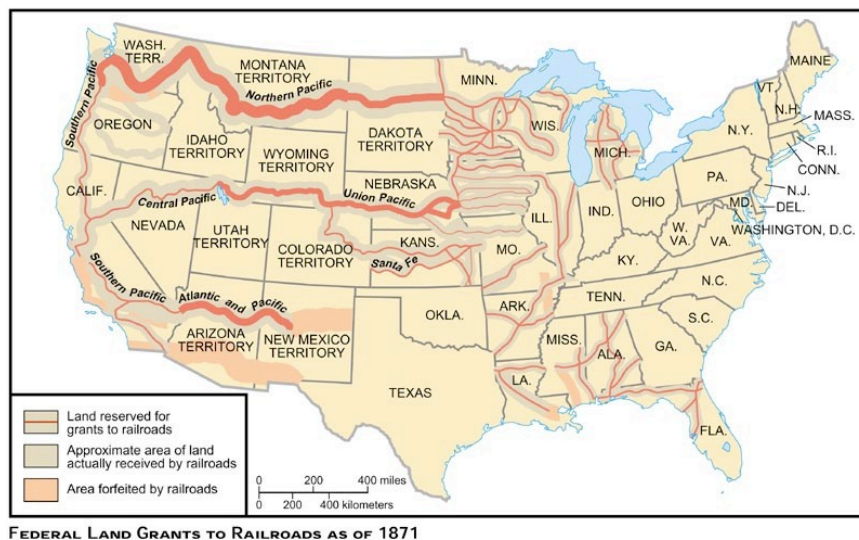 WASH.
TERR.
MONTANA
TERRITORY
Northern Pacific
MINN.
MAINE
VT.
N.H.
MASS.
Southern Pacific
OREGON
IDAHO
TERRITORY
WYOMING
TERRITORY
DAKOTA
TERRITORY
WIS.
MICH.
N.Y.
R.I.
CONN.
CALIF.
Central Pacific
NEVADA
UTAH
TERRITORY
NEBRASKA
Union Pacific
COLORADO
TERRITORY
KANS.
Santa Fe
MO.
ILL.
IND.
OHIO
PA.
N.J.
MD.
DEL.
WASHINGTON, D.C.
W.
VA.
VA.
KY.
Southern Pacific
Atlantic and Pacific
ARIZONA
TERRITORY
NEW MEXICO
TERRITORY
OKLA.
ARK.
TENN.
N.C.
S.C.
TEXAS
LA.
MISS.
ALA.
GA.
FLA.
Land reserved for
grants to railroads
Approximate area of land
actually received by railroads
Area forfeited by railroads
0 200 400 miles
0 200 400 kilometers
FEDERAL LAND GRANTS TO RAILROADS AS OF 1871